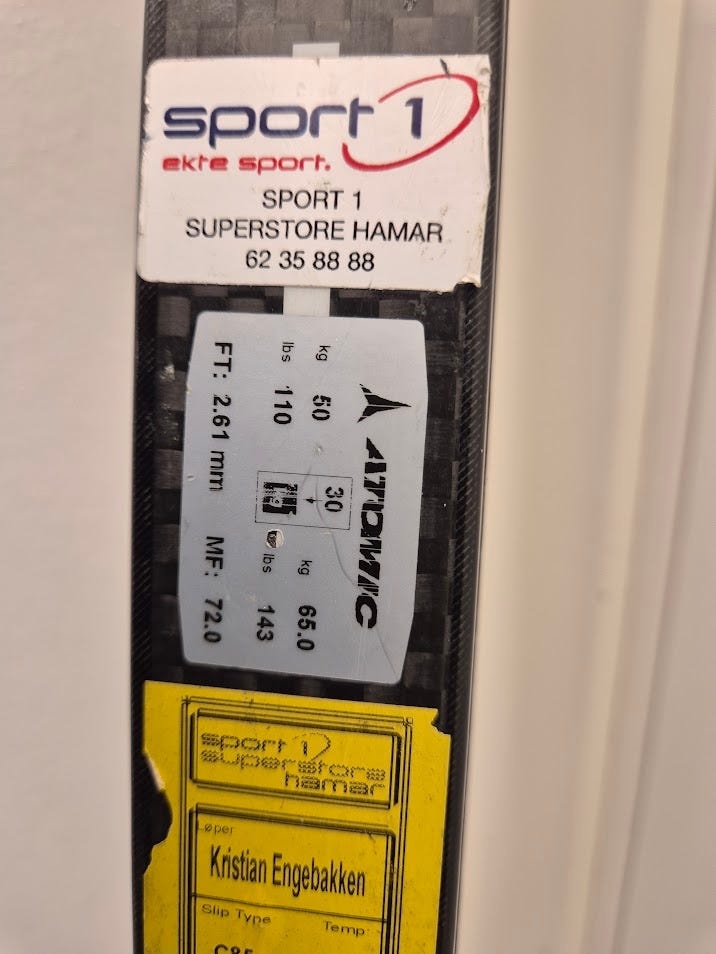 sport 1
ekte sport.
SPORT 1
SUPERSTORE HAMAR
62 35 88 88
ATOMIC
30
kg 50 kg 65.0
lbs 110 lbs 143
FT: 2.61 mm MF: 72.0
sport 1
superstore
hamar
Løper
Kristian Engebakken
Slip Type Temp: